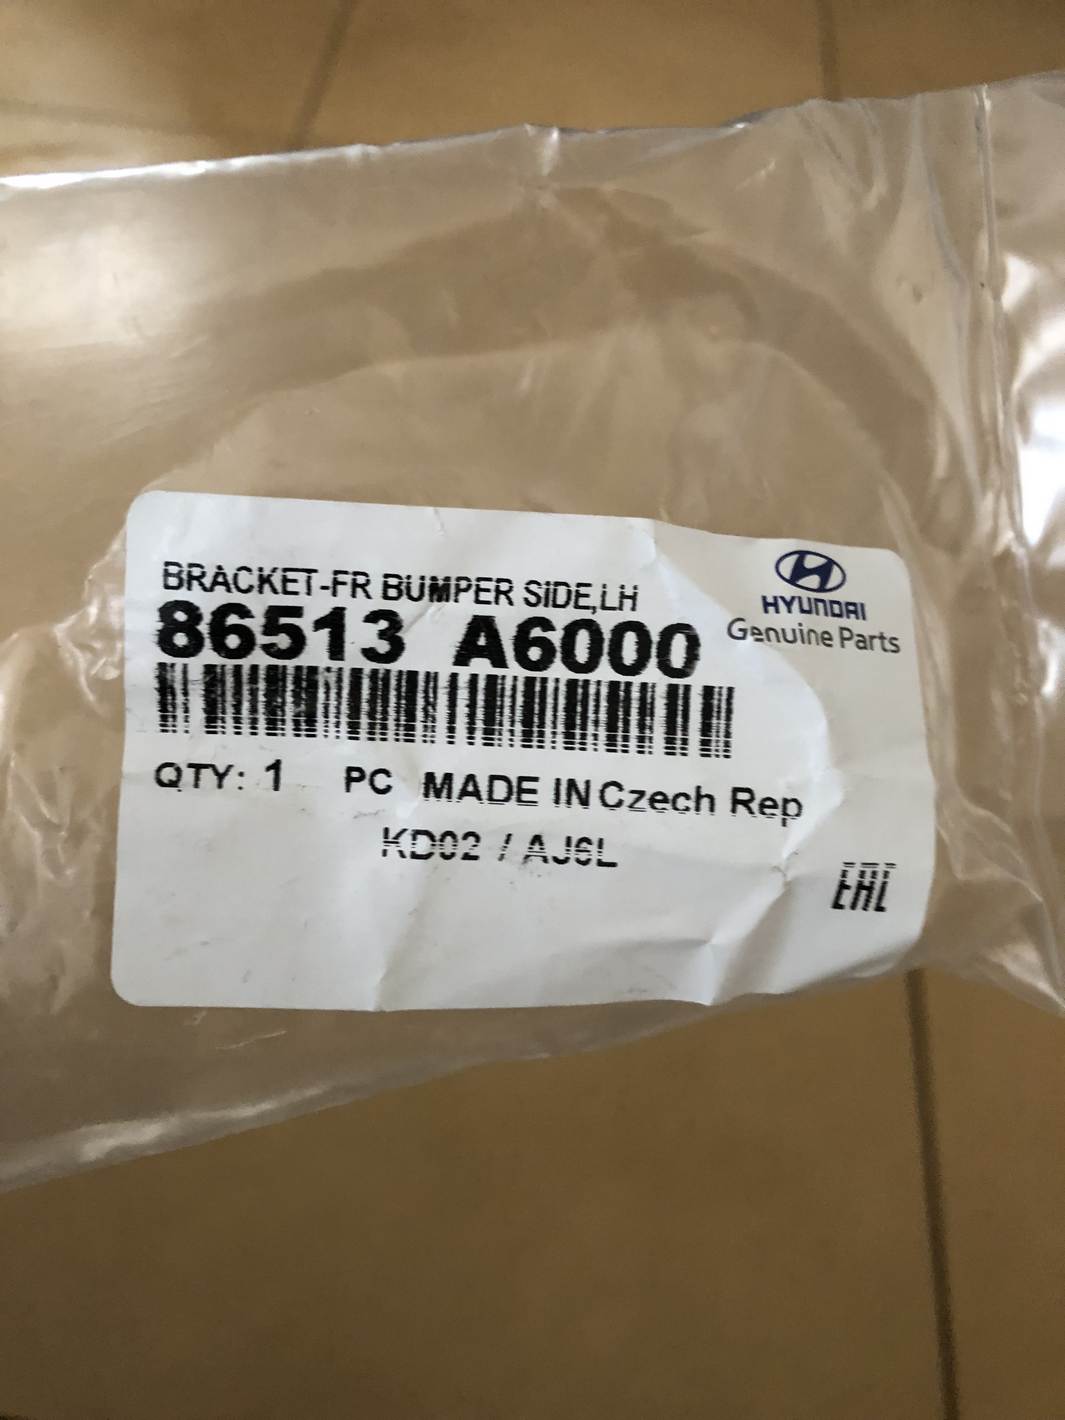 BRACKET-FR BUMPER SIDE,LH
86513 A6000
HYUNDAI
Genuine Parts
QTY: 1 PC MADE IN Czech Rep
KD02 / AJ6L
EAC